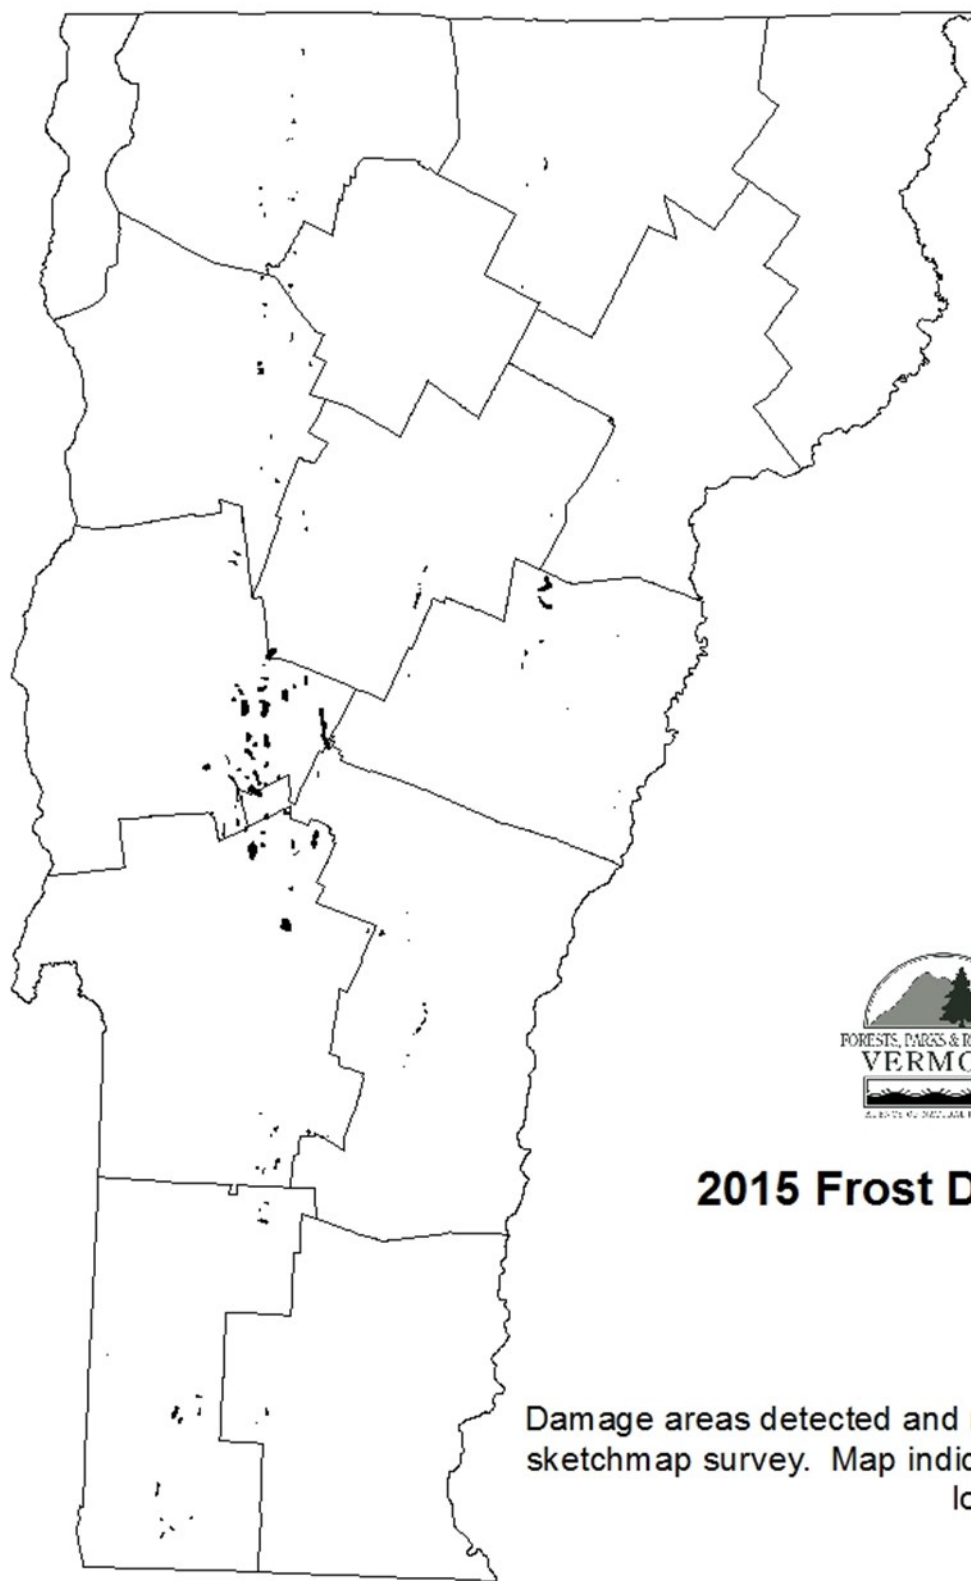 FORESTS, PARKS & R
VERMO
2015 Frost D
Damage areas detected and
sketchmap survey. Map indic
lo